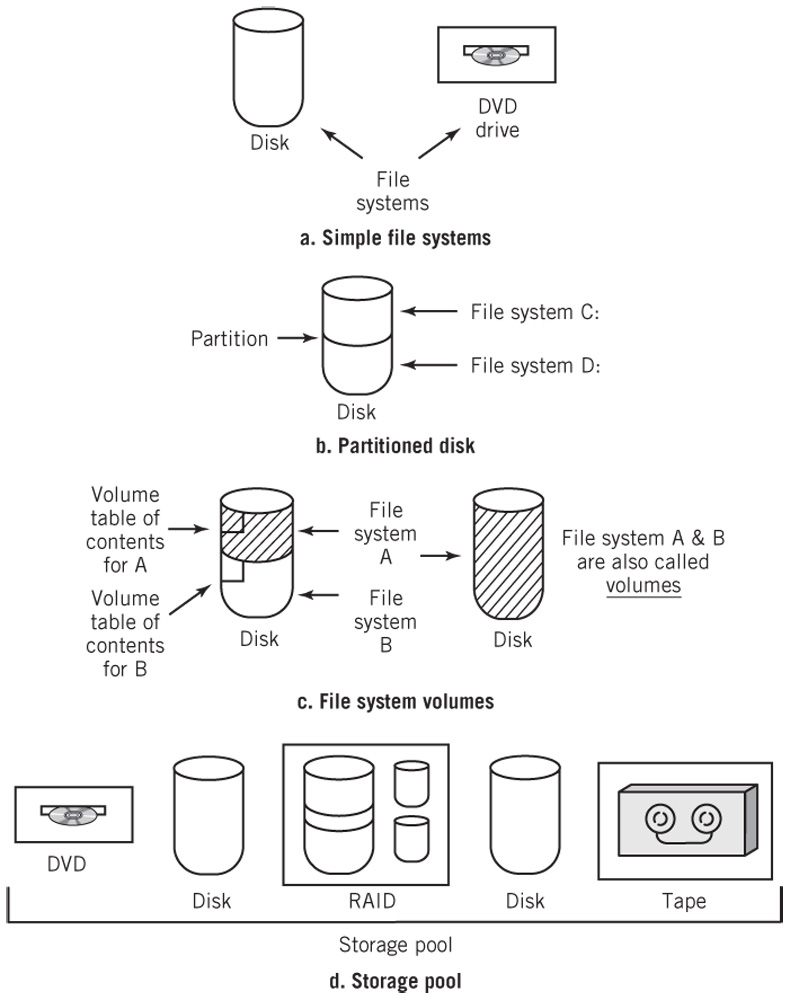 Disk
DVD
drive
File
systems
a. Simple file systems
File system C:
Partition
File system D:
Disk
b. Partitioned disk
Volume
table of
contents
for A
File
system
A
File system A & B
are also called
volumes
Volume
table of
contents
for B
File
system
B
Disk
Disk
c. File system volumes
DVD
Disk
RAID
Disk
Tape
Storage pool
d. Storage pool